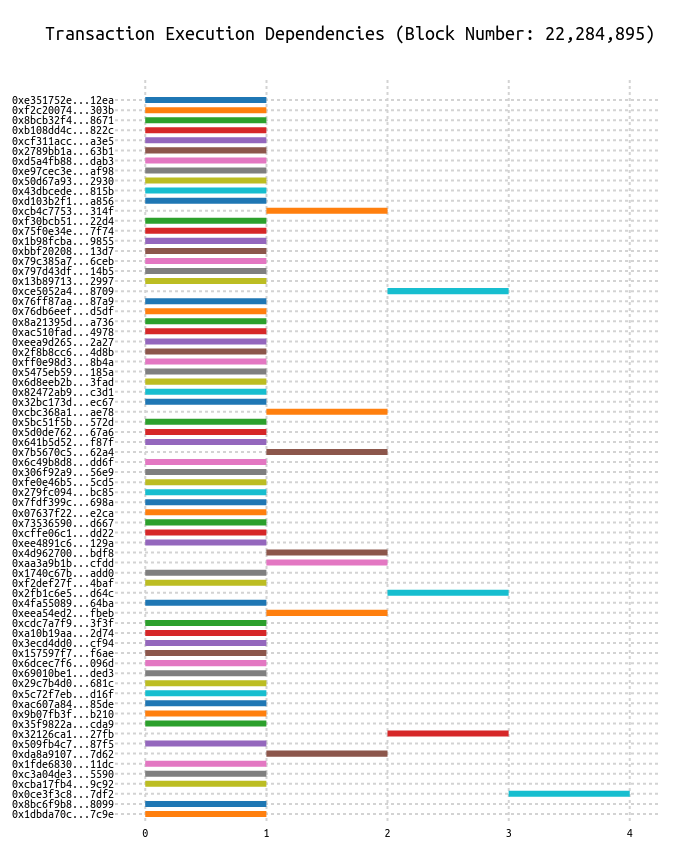 Transaction Execution Dependencies (Block Number: 22,284,895)
0xe351752e...12ea
0xf2c20074...303b
0x8bcb32f4...8671
0xb108dd4c...822c
0xcf311acc...a3e5
0x2789bb1a...63b1
0xd5a4fb88...dab3
0xe97cec3e...af98
0x50d67a93...2930
0x43dbcede...815b
0xd103b2f1...a856
0xcb4c7753...314f
0xf30bcb51...22d4
0x75f0e34e...7f74
0x1b98fcba...9855
0xbbf20208...13d7
0x79c385a7...6ceb
0x797d43df...14b5
0x13b89713...2997
0xce5052a4...8709
0x76ff87aa...87a9
0x76db6eef...d5df
0x8a21395d...a736
0xac510fad...4978
0xeea9d265...2a27
0x2f8b8cc6...4d8b
0xff0e98d3...8b4a
0x5475eb59...185a
0x6d8eeb2b...3fad
0x82472ab9...c3d1
0x32bc173d...ec67
0xcbc368a1...ae78
0x5bc51f5b...572d
0x5d0de762...67a6
0x641b5d52...f87f
0x7b5670c5...62a4
0x6c49b8d8...dd6f
0x306f92a9...56e9
0xfe0e46b5...5cd5
0x279fc094...bc85
0x7fdf399c...698a
0x07637f22...e2ca
0x73536590...d667
0xcffe06c1...dd22
0xee4891c6...129a
0x4d962700...bdf8
0xaa3a9b1b...cfdd
0x1740c67b...add0
0xf2def27f...4baf
0x2fb1c6e5...d64c
0x4fa55089...64ba
0xeea54ed2...fbeb
0xcdc7a7f9...3f3f
0xa10b19aa...2d74
0x3ecd4dd0...cf94
0x157597f7...f6ae
0x6dcec7f6...096d
0x69010be1...ded3
0x29c7b4d0...681c
0x5c72f7eb...d16f
0xac607a84...85de
0x9b07fb3f...b210
0x35f9822a...cda9
0x32126ca1...27fb
0x509fb4c7...87f5
0xda8a9107...7d62
0x1fde6830...11dc
0xc3a04de3...5590
0xcba17fb4...9c92
0x0ce3f3c8...7df2
0x8bc6f9b8...8099
0x1dbda70c...7c9e
0 1 2 3 4